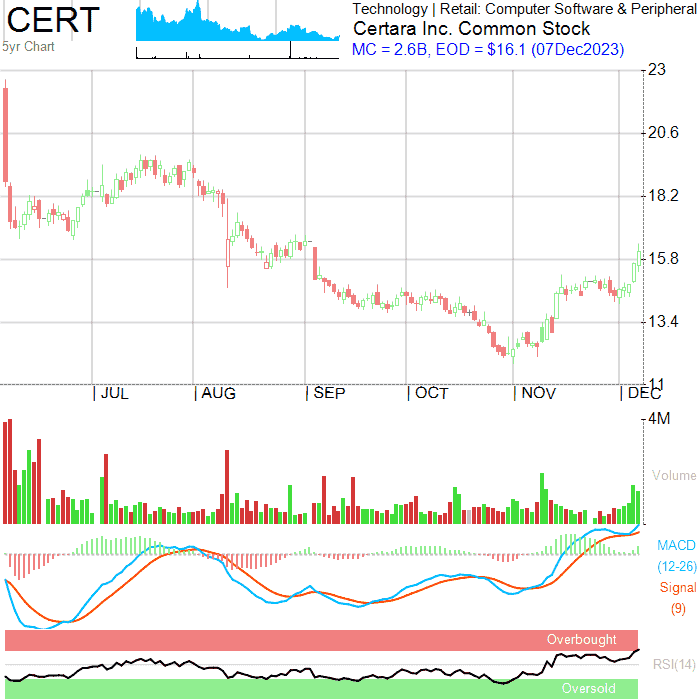 CERT
5yr Chart
Technology | Retail: Computer Software & Peripheral
Certara Inc. Common Stock
MC = 2.6B, EOD = $16.1 (07Dec2023)
23
20.6
18.2
15.8
13.4
11
JUL
AUG
SEP
OCT
NOV
DEC
4M
Volume
MACD
(12-26)
Signal
(9)
Overbought
RSI(14)
Oversold